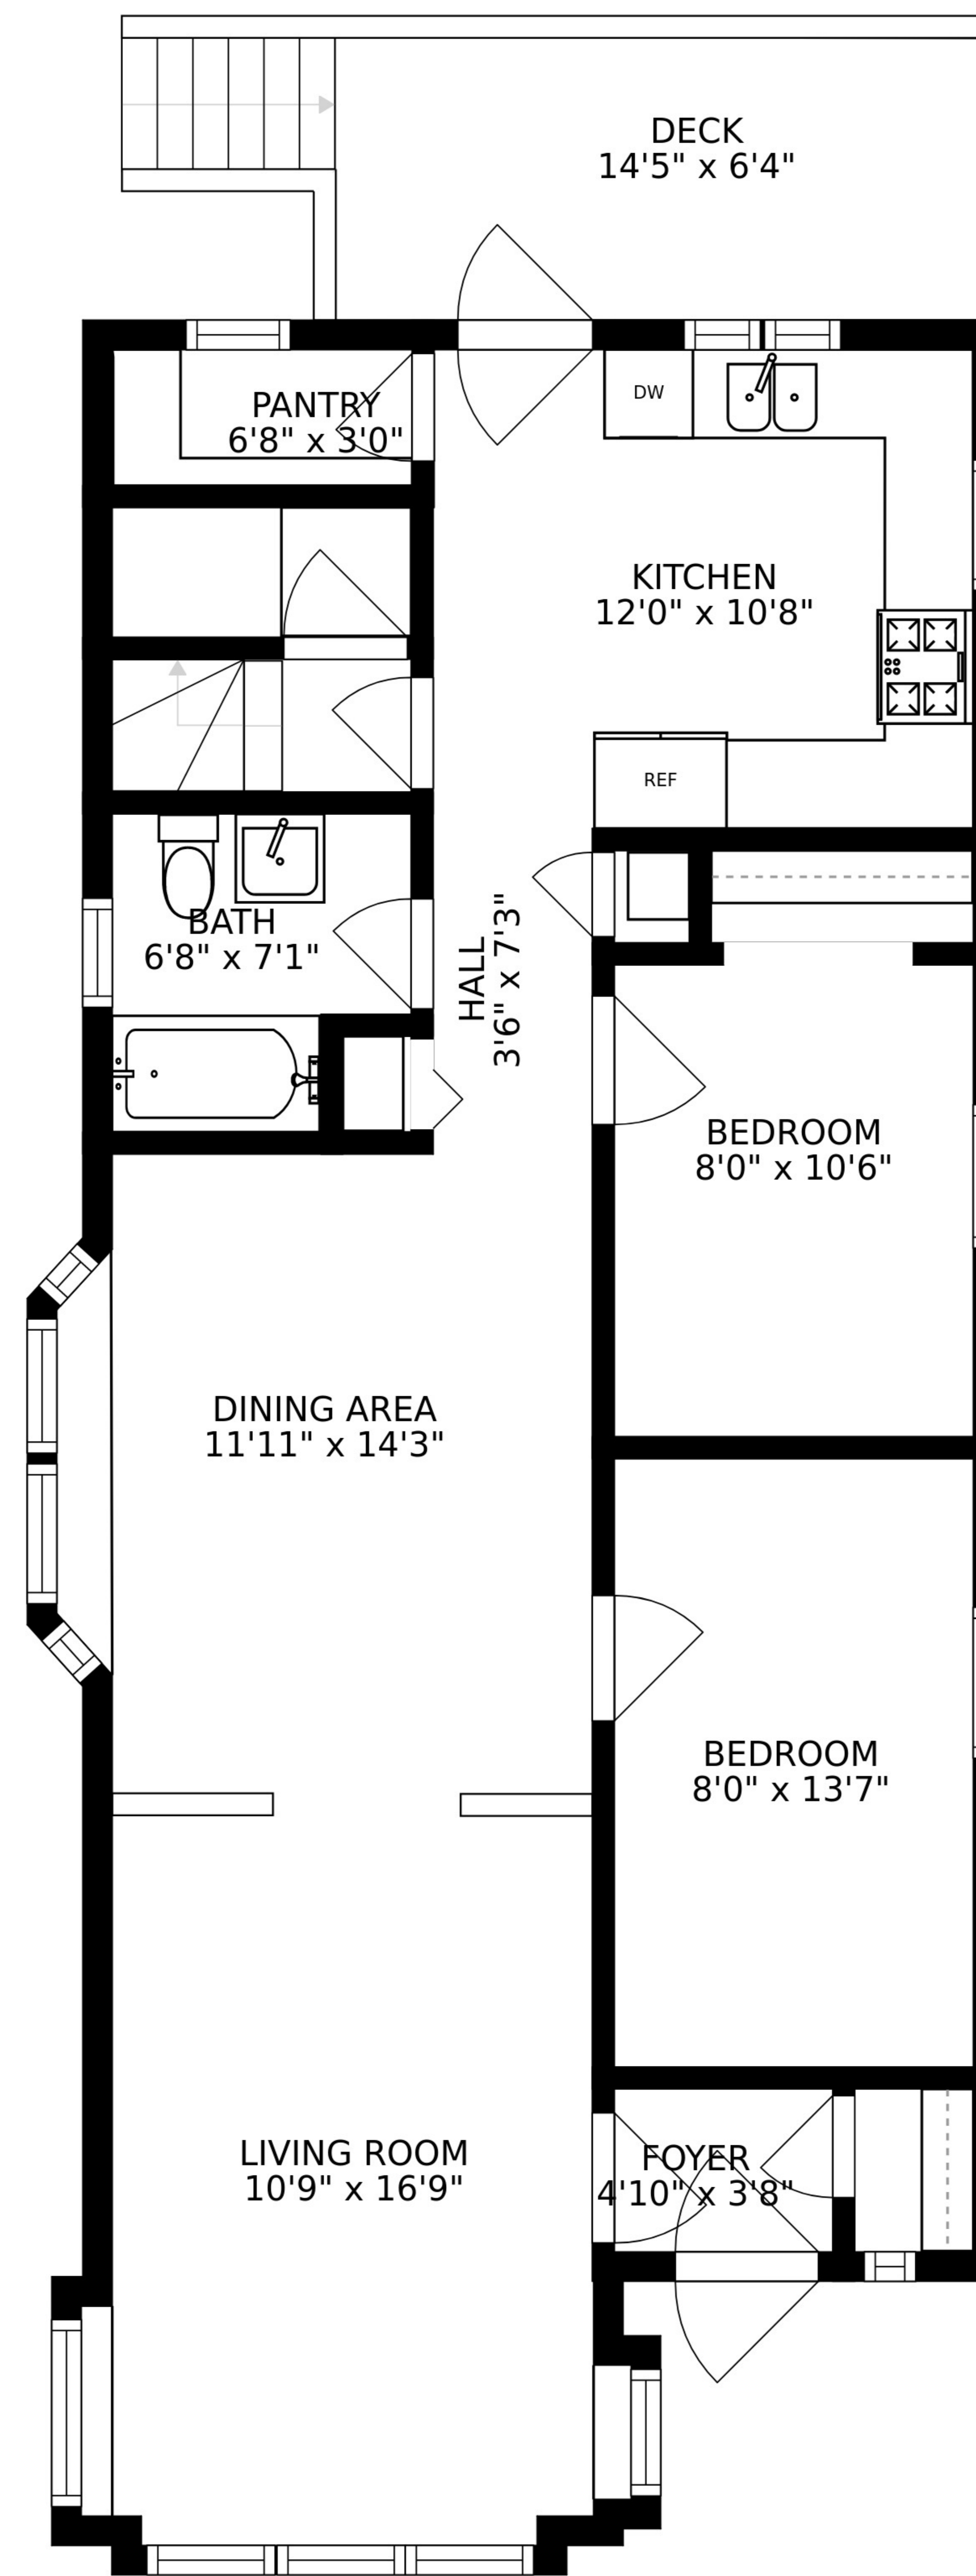 DECK
14'5" x 6'4"
PANTRY
6'8" x 3'0"
DW
KITCHEN
12'0" x 10'8"
REF
BATH
6'8" x 7'1"
HALL
3'6" x 7'3"
BEDROOM
8'0" x 10'6"
DINING AREA
11'11" x 14'3"
BEDROOM
8'0" x 13'7"
LIVING ROOM
10'9" x 16'9"
FOYER
4'10" x 3'8"